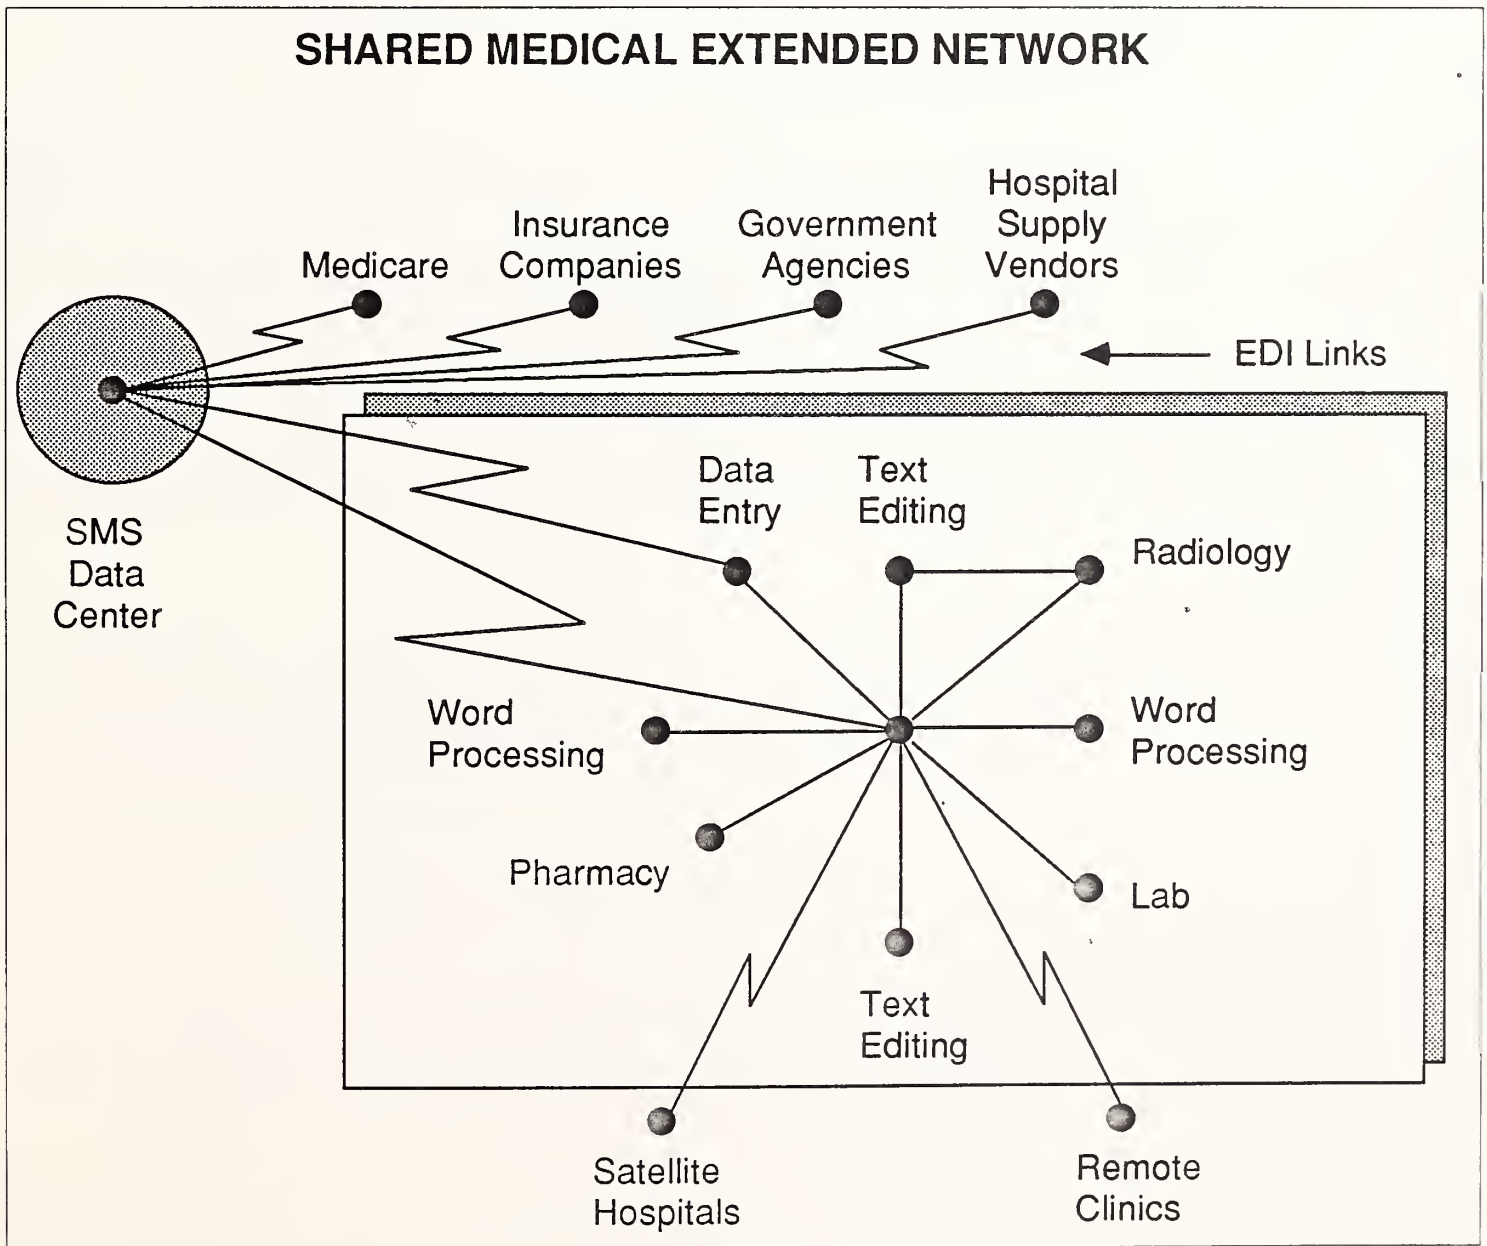 SHARED MEDICAL EXTENDED NETWORK
Medicare
Insurance
Companies
Government
Agencies
Hospital
Supply
Vendors
EDI Links
SMS
Data
Center
Data
Entry
Text
Editing
Radiology
Word
Processing
Word
Processing
Pharmacy
Lab
Text
Editing
Satellite
Hospitals
Remote
Clinics